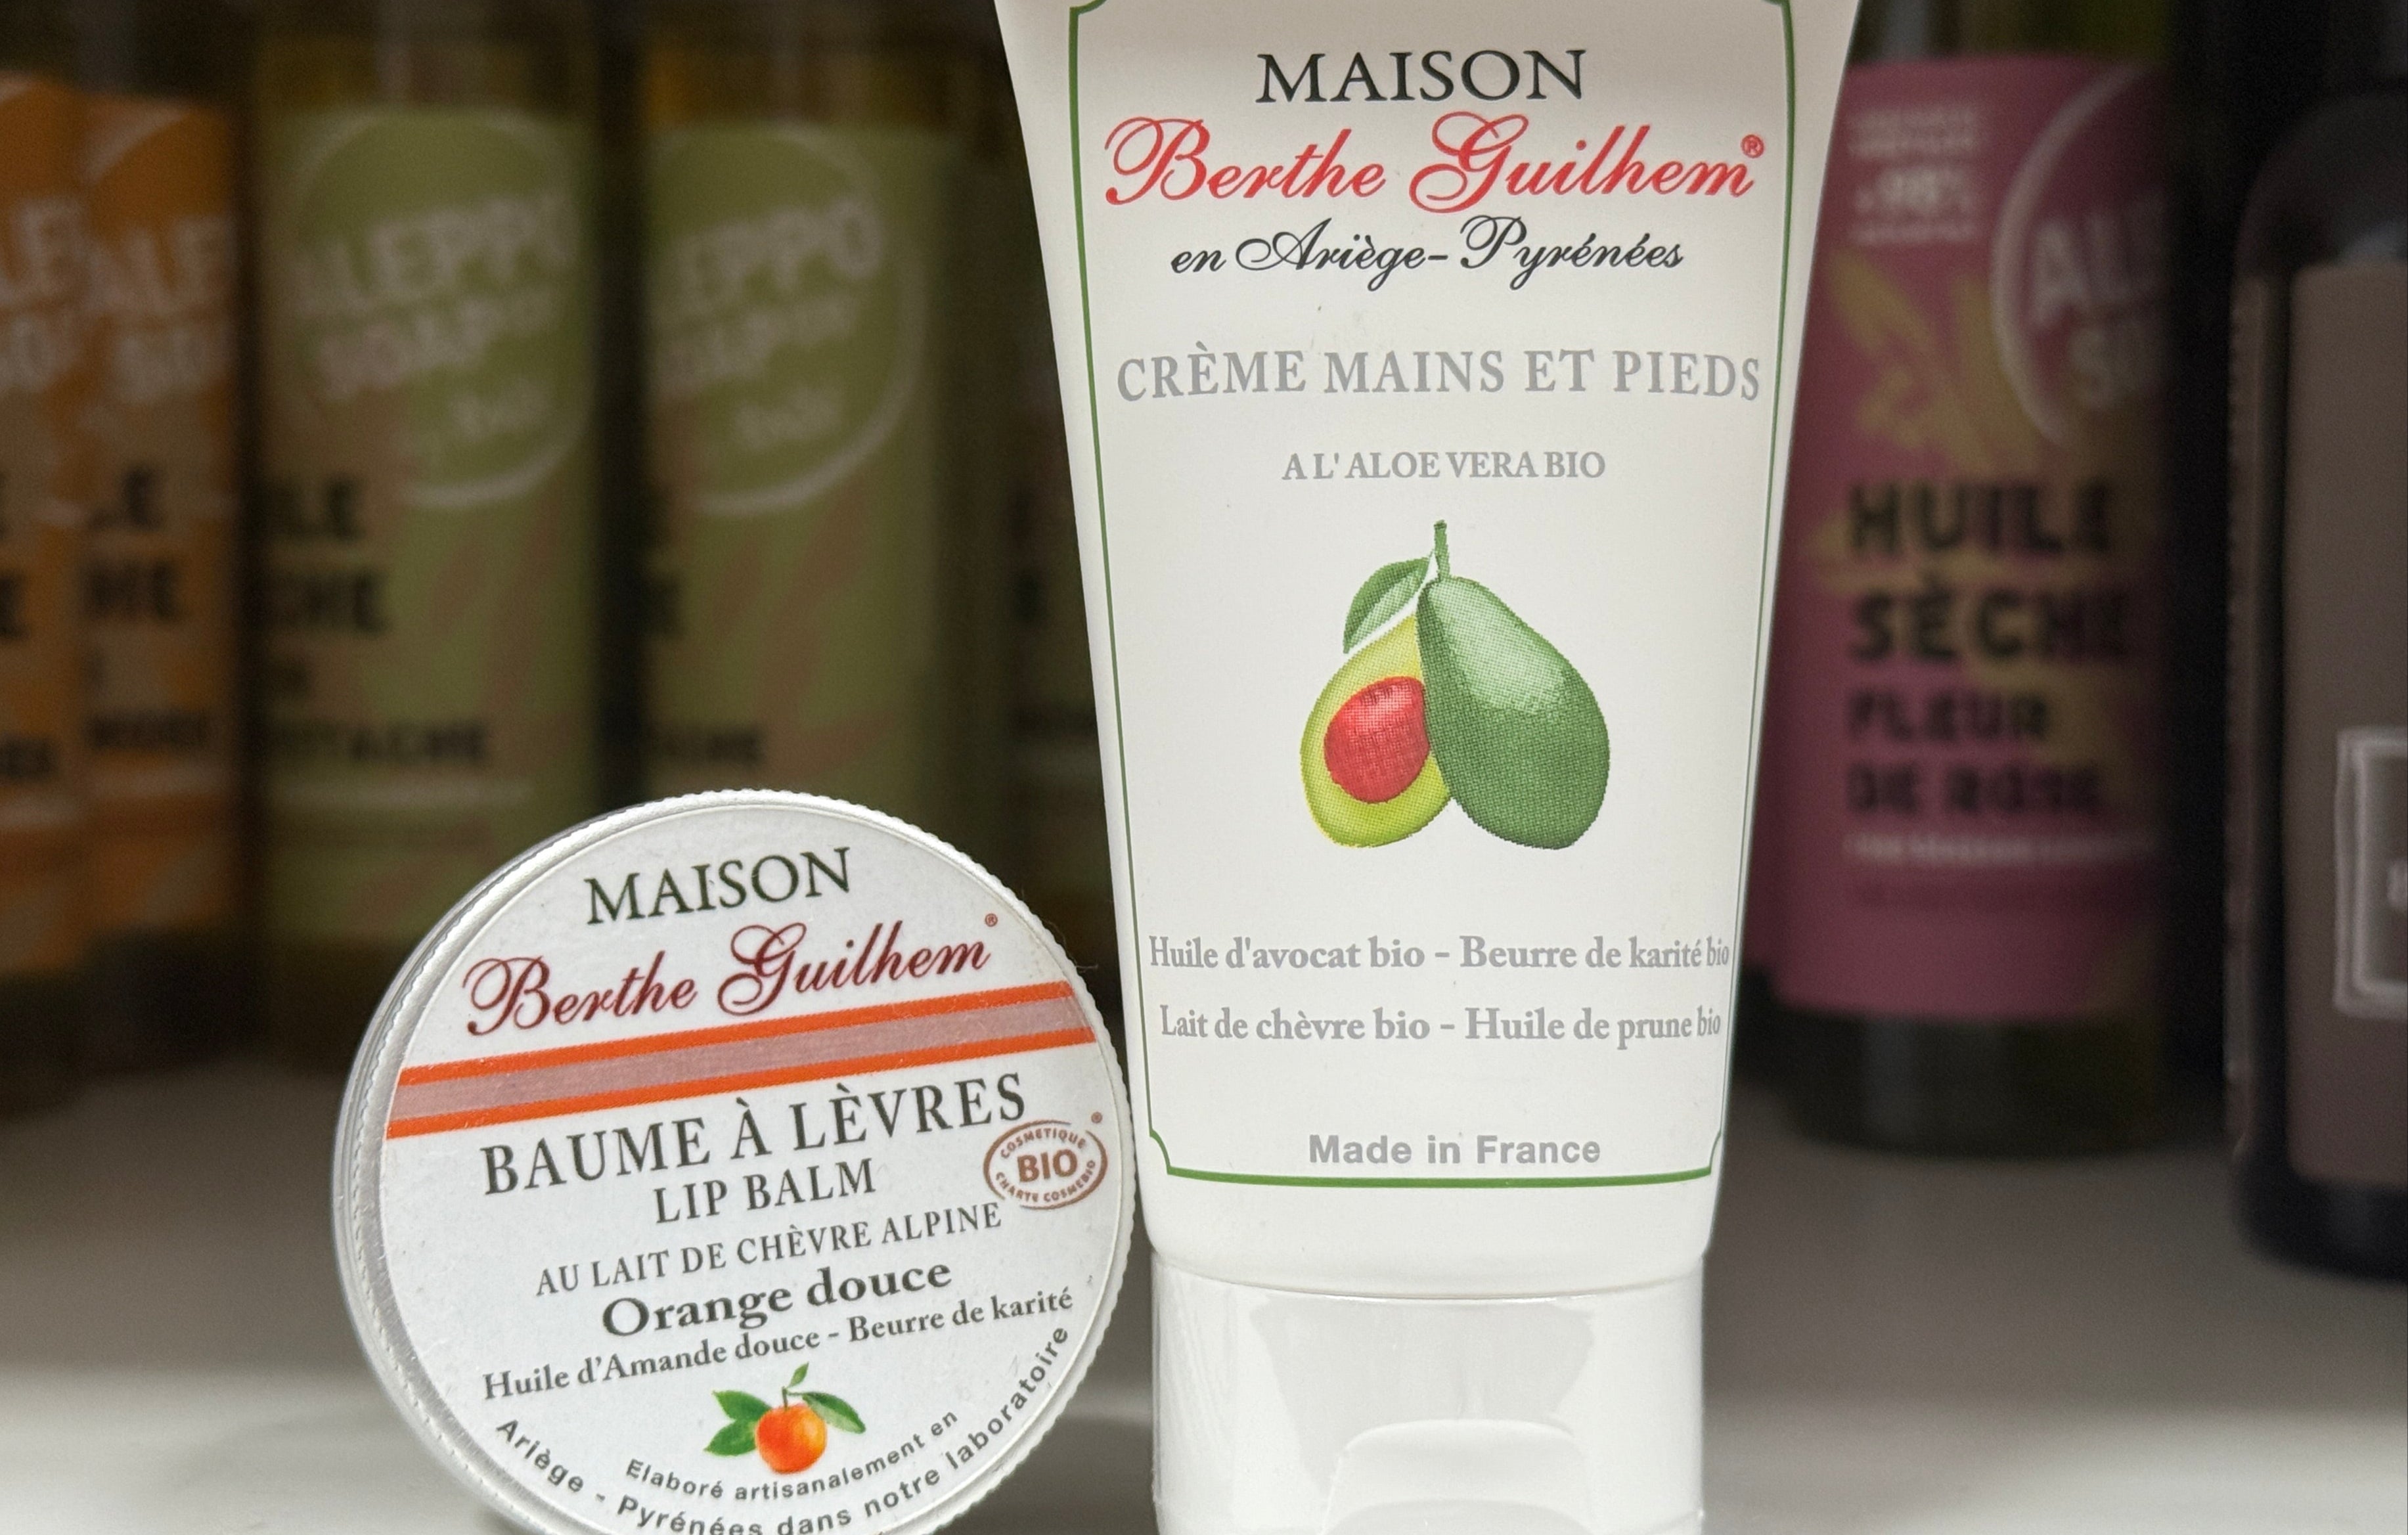 MAISON
Berthe Guilhem®
en Ariège-Pyrénées
CRÈME MAINS ET PIEDS
A L' ALOE VERA BIO
Huile d'avocat bio - Beurre de karité bio
Lait de chèvre bio - Huile de prune bio
Made in France
MAISON
Berthe Guilhem®
BAUME À LÈVRES
LIP BALM
COSMETIQUE
BIO
CHARTE COSMEBIO
®
AU LAIT DE CHÈVRE ALPINE
Orange douce
Huile d'Amande douce - Beurre de karité
Elaboré artisanalement en
Ariège - Pyrénées dans notre laboratoire
ALEPPO
SOAP
EPPO
HUILE
SÈCHE
FLEUR
DE ROSE